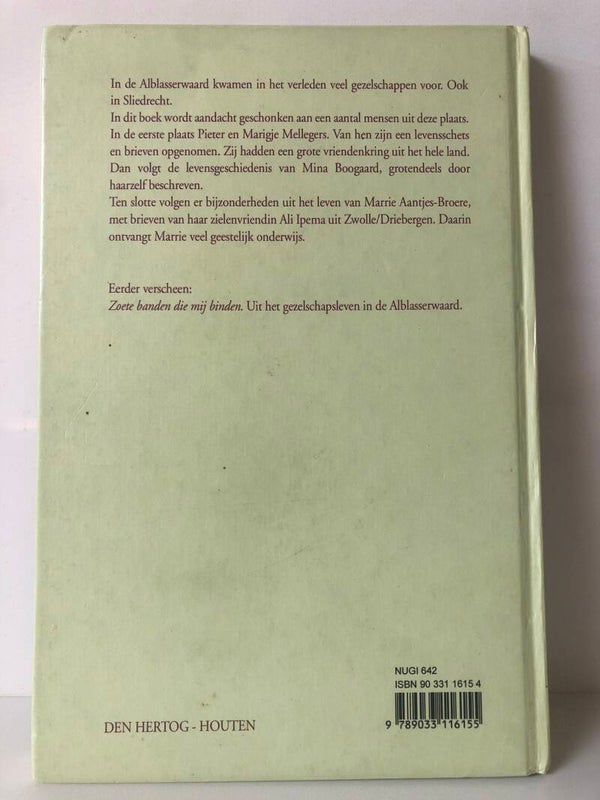 In de Alblasserwaard kwamen in het verleden veel gezelschappen voor. Ook
in Sliedrecht.
In dit boek wordt aandacht geschonken aan een aantal mensen uit deze plaats.
In de eerste plaats Pieter en Marigje Mellegers. Van hen zijn een levensschets
en brieven opgenomen. Zij hadden een grote vriendenkring uit het hele land.
Dan volgt de levensgeschiedenis van Mina Boogaard, grotendeels door
haarzelf beschreven.
Ten slotte volgen er bijzonderheden uit het leven van Marrie Aantjes-Broere,
met brieven van haar zielenvriendin Ali Ipema uit Zwolle/Driebergen. Daarin
ontvangt Marrie veel geestelijk onderwijs.
Eerder verscheen:
Zoete banden die mij binden. Uit het gezelschapsleven in de Alblasserwaard.
NUGI 642
ISBN 90 331 1615 4
9 789033 116155
DEN HERTOG - HOUTEN